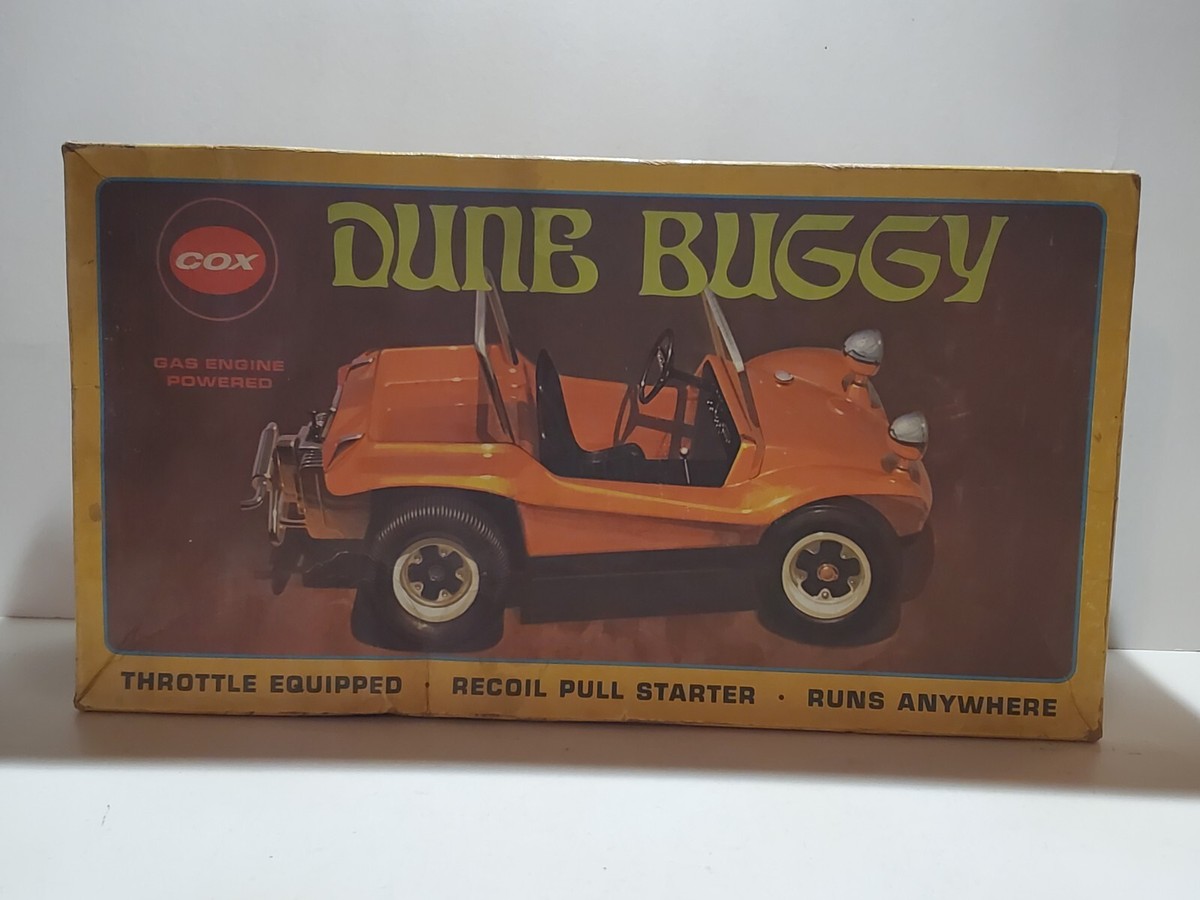 COX
DUNE BUGGY
GAS ENGINE
POWERED
THROTTLE EQUIPPED RECOIL PULL STARTER · RUNS ANYWHERE